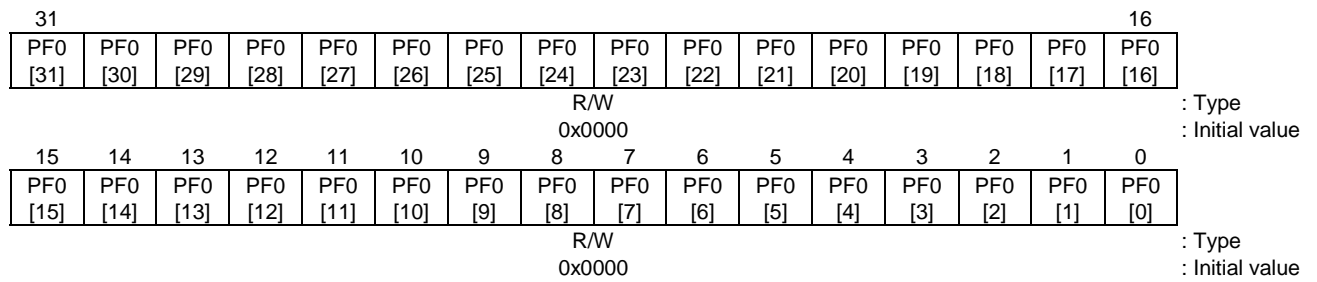 31 16
PF0 PF0 PF0 PF0 PF0 PF0 PF0 PF0 PF0 PF0 PF0 PF0 PF0 PF0 PF0 PF0
[31] [30] [29] [28] [27] [26] [25] [24] [23] [22] [21] [20] [19] [18] [17] [16]
R/W : Type
0x0000 : Initial value
15 14 13 12 11 10 9 8 7 6 5 4 3 2 1 0
PF0 PF0 PF0 PF0 PF0 PF0 PF0 PF0 PF0 PF0 PF0 PF0 PF0 PF0 PF0 PF0
[15] [14] [13] [12] [11] [10] [9] [8] [7] [6] [5] [4] [3] [2] [1] [0]
R/W : Type
0x0000 : Initial value